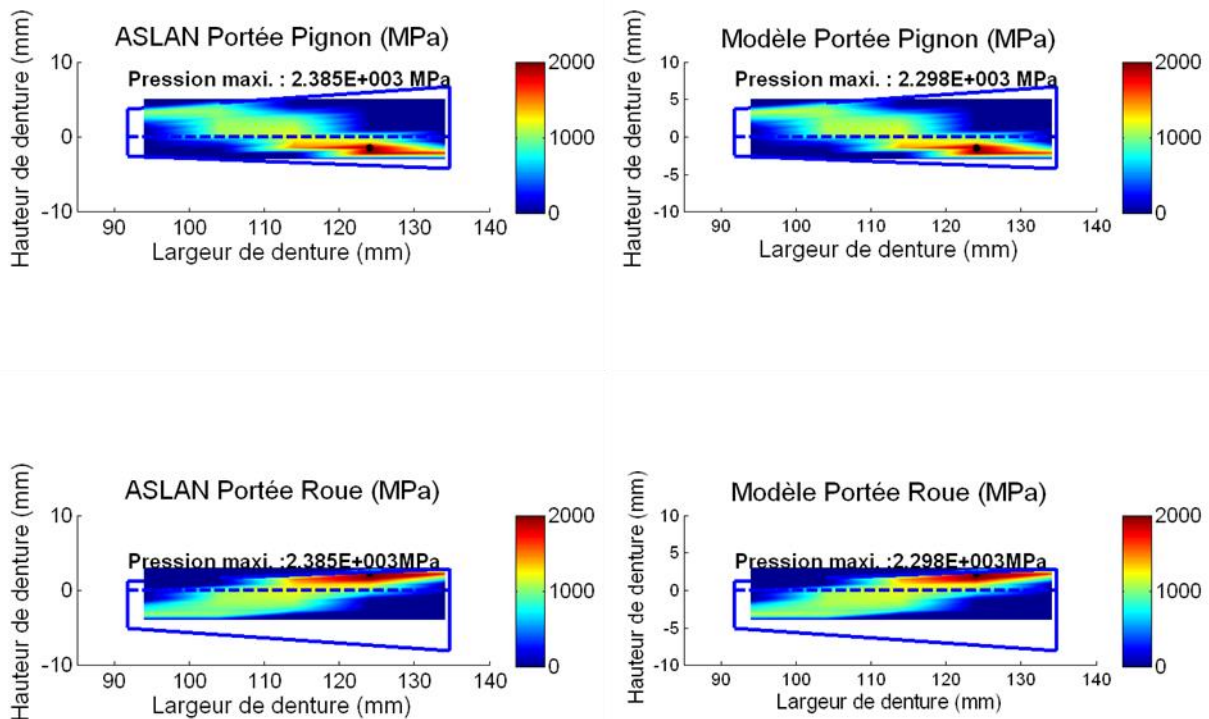 ASLAN Portée Pignon (MPa)
Hauteur de denture (mm)
10
0
-10
Pression maxi. : 2.385E+003 MPa
2000
1000
0
90 100 110 120 130 140
Largeur de denture (mm)
Modèle Portée Pignon (MPa)
Hauteur de denture (mm)
10
5
0
-5
-10
Pression maxi. : 2.298E+003 MPa
2000
1000
0
90 100 110 120 130 140
Largeur de denture (mm)
ASLAN Portée Roue (MPa)
Hauteur de denture (mm)
10
0
-10
Pression maxi. :2.385E+003MPa
2000
1000
0
90 100 110 120 130 140
Largeur de denture (mm)
Modèle Portée Roue (MPa)
Hauteur de denture (mm)
10
5
0
-5
-10
Pression maxi. :2.298E+003MPa
2000
1000
0
90 100 110 120 130 140
Largeur de denture (mm)